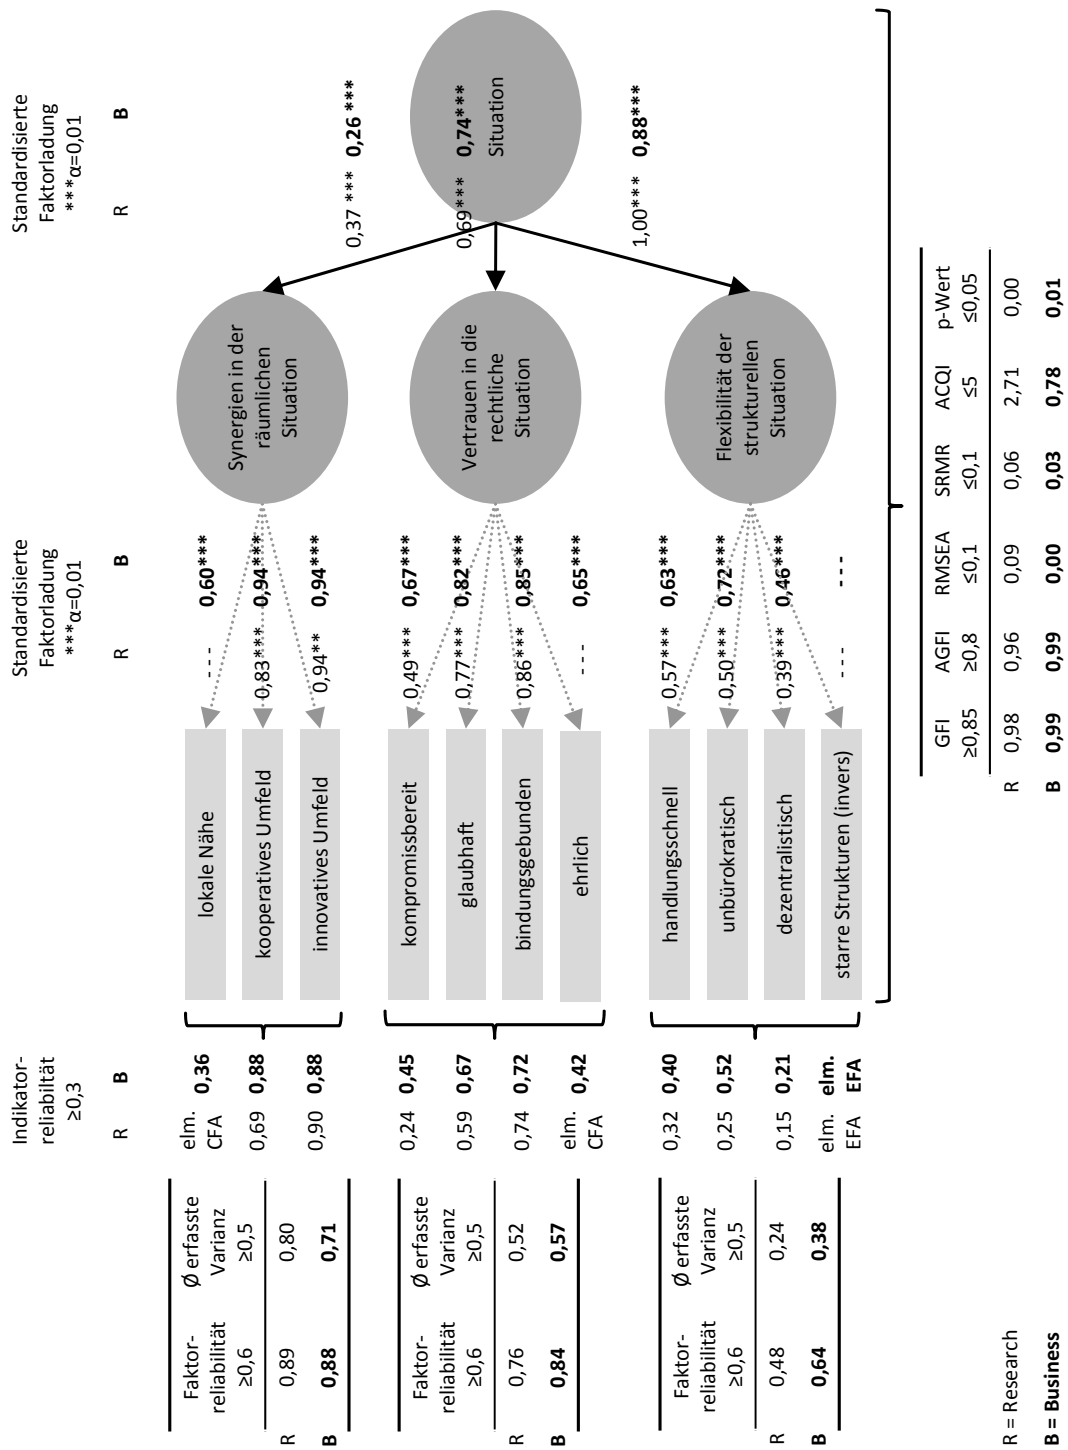 Indikator-
reliabilität
≥0,3
R B
Standardisierte
Faktorladung
***α=0,01
R B
Standardisierte
Faktorladung
***α=0,01
R B
Faktor-
reliabilität
≥0,6
Ø erfasste
Varianz
≥0,5
R 0,89 0,80
B 0,88 0,71
elm.
CFA
0,36
lokale Nähe
---- 0,60***
0,69 0,88
kooperatives Umfeld
0,83*** 0,94***
0,90 0,88
innovatives Umfeld
0,94** 0,94***
Synergien in der
räumlichen
Situation
0,37 *** 0,26 ***
Faktor-
reliabilität
≥0,6
Ø erfasste
Varianz
≥0,5
R 0,76 0,52
B 0,84 0,57
0,24 0,45
kompromissbereit
0,49*** 0,67***
0,59 0,67
glaubhaft
0,77*** 0,82***
0,74 0,72
bindungsgebunden
0,86*** 0,85***
elm.
CFA
0,42
ehrlich
---- 0,65***
Vertrauen in die
rechtliche
Situation
0,69*** 0,74***
Situation
Faktor-
reliabilität
≥0,6
Ø erfasste
Varianz
≥0,5
R 0,48 0,24
B 0,64 0,38
0,32 0,40
handlungsschnell
0,57*** 0,63***
0,25 0,52
unbürokratisch
0,50*** 0,72***
0,15 0,21
dezentralistisch
0,39*** 0,46***
elm.
EFA
elm.
EFA
starre Strukturen (invers)
---- ---
Flexibilität der
strukturellen
Situation
1,00*** 0,88***
GFI AGFI RMSEA SRMR ACQI p-Wert
≥0,85 ≥0,8 ≤0,1 ≤0,1 ≤5 ≤0,05
R 0,98 0,96 0,09 0,06 2,71 0,00
B 0,99 0,99 0,00 0,03 0,78 0,01
R = Research
B = Business